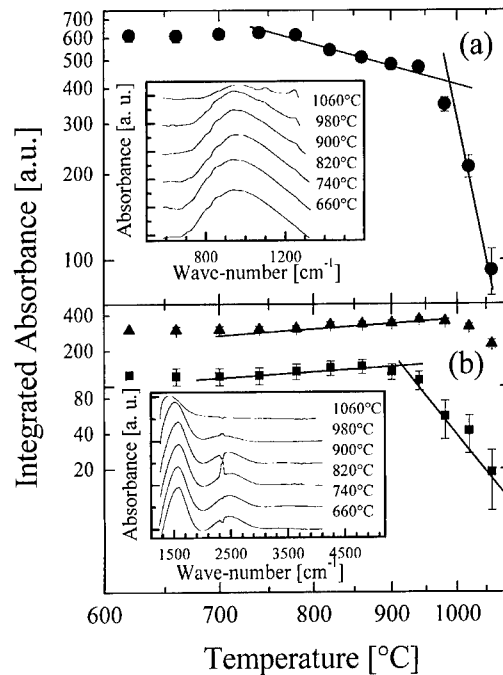 700
600
500
400
300
200
100
(a)
1060°C
980°C
900°C
820°C
740°C
660°C
Absorbance [a. u.]
800
1200
Wave-number [cm⁻¹]
Integrated Absorbance [a.u.]
400
200
80
40
20
(b)
1060°C
980°C
900°C
820°C
740°C
660°C
Absorbance [a. u.]
1500
2500
3500
4500
Wave-number [cm⁻¹]
600
700
800
900
1000
Temperature [°C]